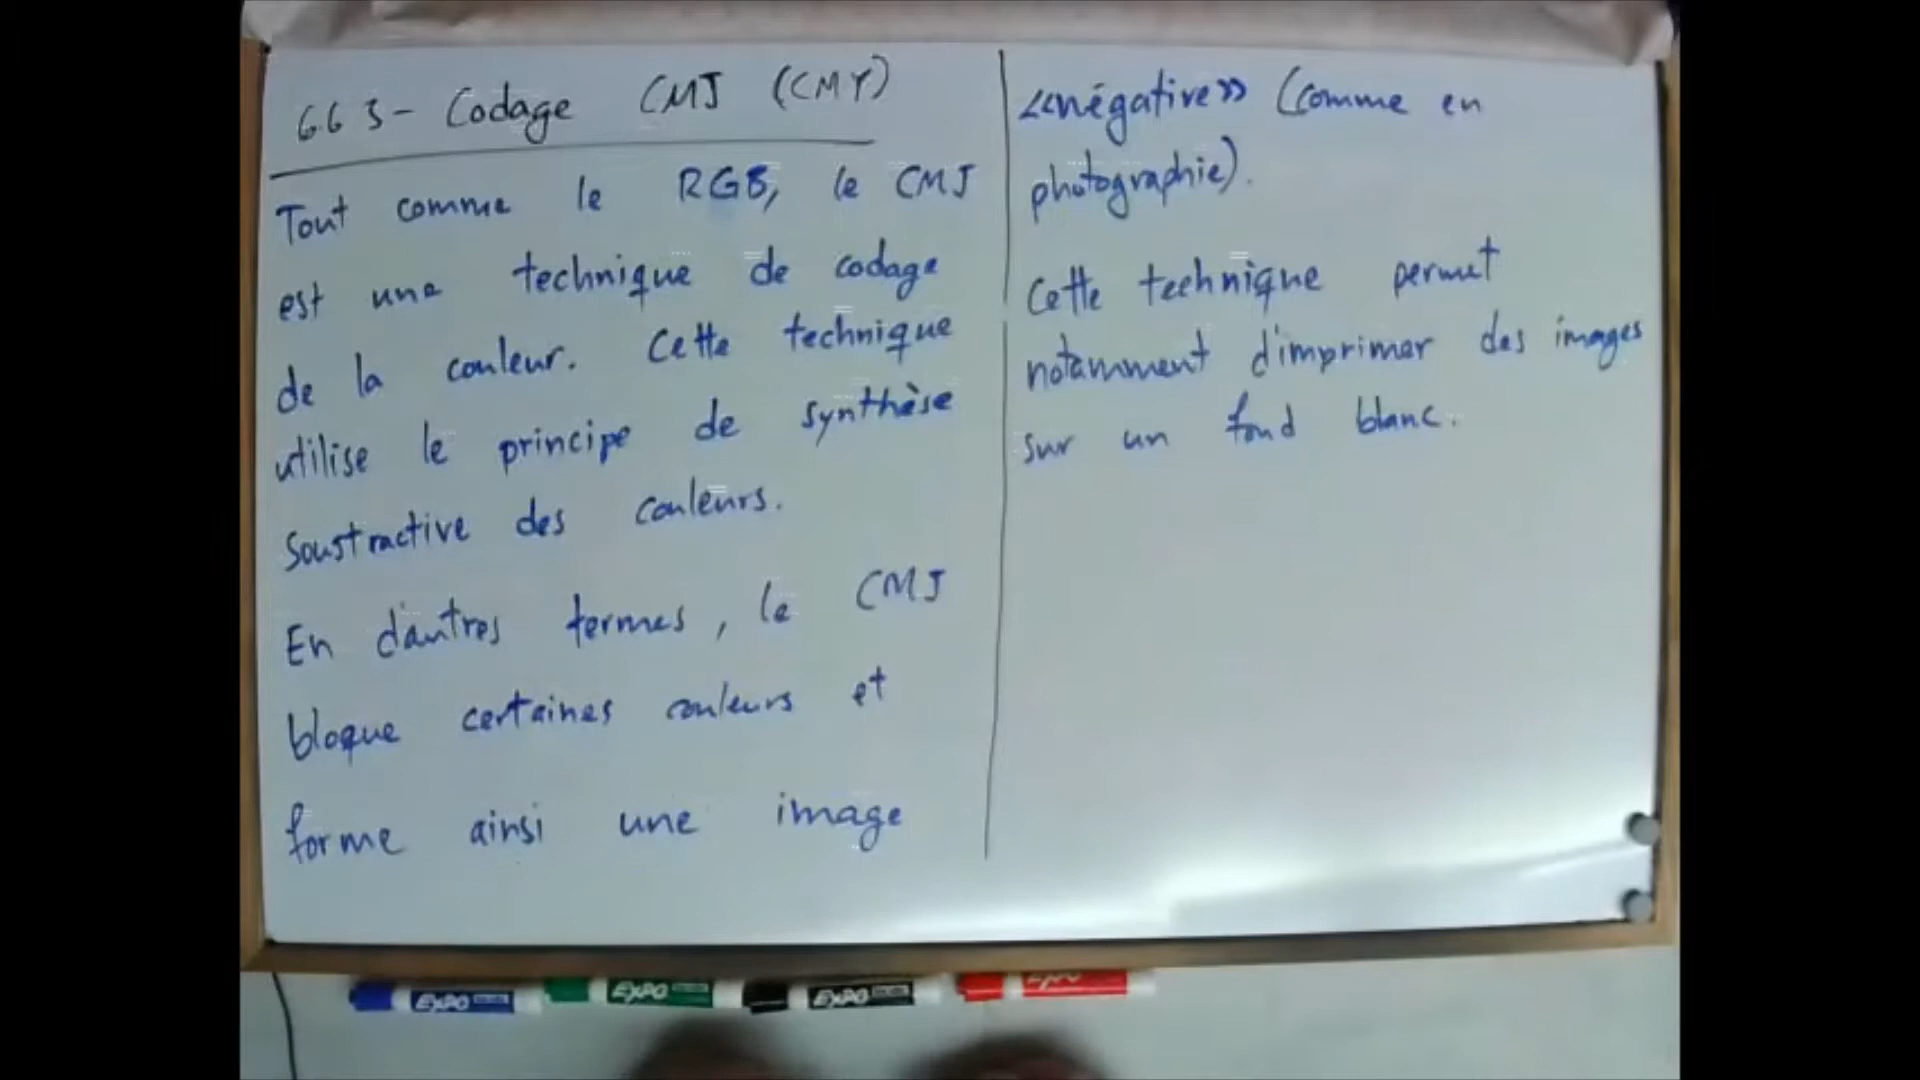 663- Codage CMJ (CMY)
Tout comme le RGB, le CMJ
est une technique de codage
de la couleur. Cette technique
utilise le principe de synthèse
soustractive des couleurs.
En d'autres termes, le CMJ
bloque certaines couleurs et
forme ainsi une image
<<négative>> (comme en
photographie).
Cette technique permet
notamment d'imprimer des images
sur un fond blanc.
EXPO EXPO EXPO EXPO